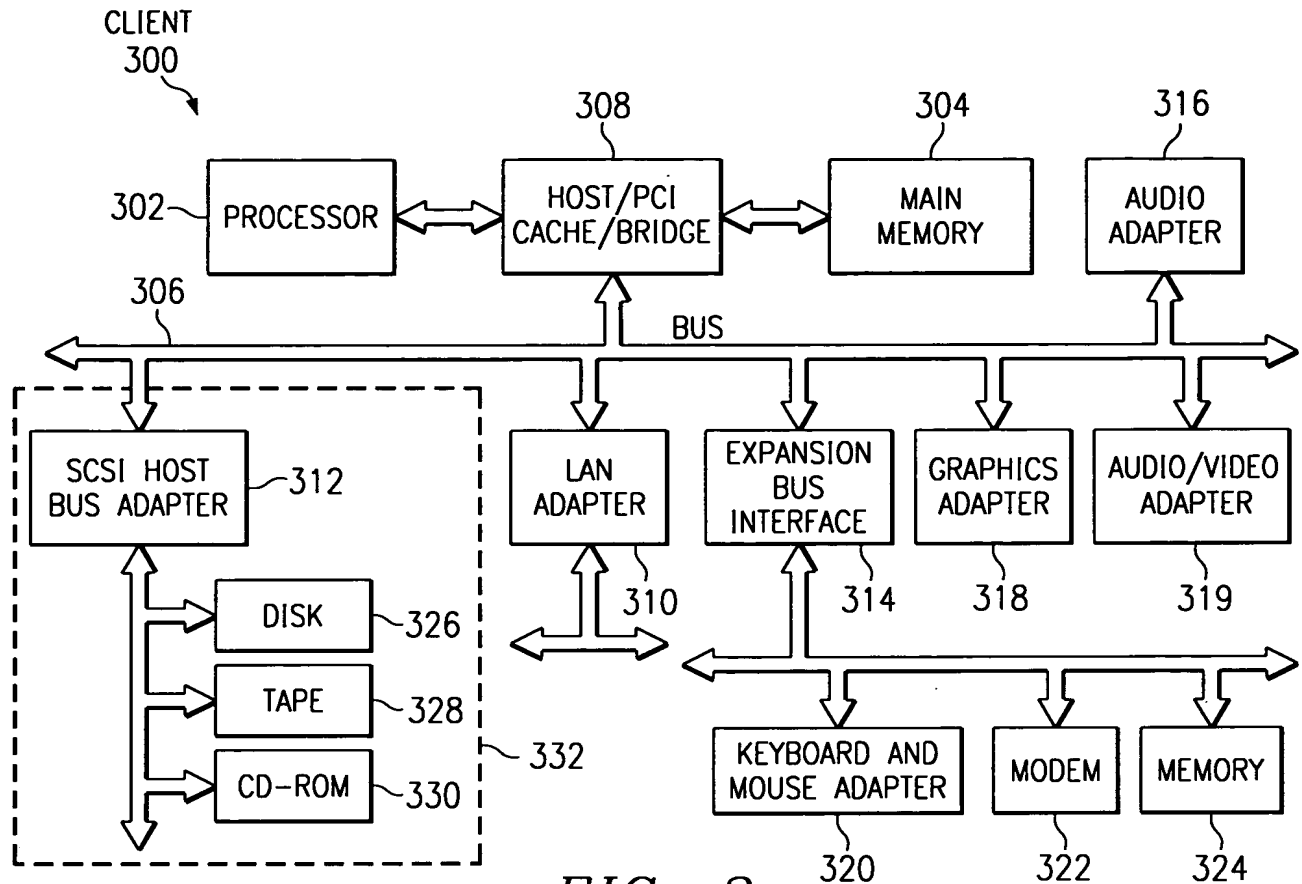 CLIENT
300
308
304
316
302
PROCESSOR
HOST/PCI
CACHE/BRIDGE
MAIN
MEMORY
AUDIO
ADAPTER
306
BUS
SCSI HOST
BUS ADAPTER
312
LAN
ADAPTER
EXPANSION
BUS
INTERFACE
GRAPHICS
ADAPTER
AUDIO/VIDEO
ADAPTER
310
314
318
319
DISK
326
TAPE
328
CD-ROM
330
332
KEYBOARD AND
MOUSE ADAPTER
MODEM
MEMORY
320
322
324